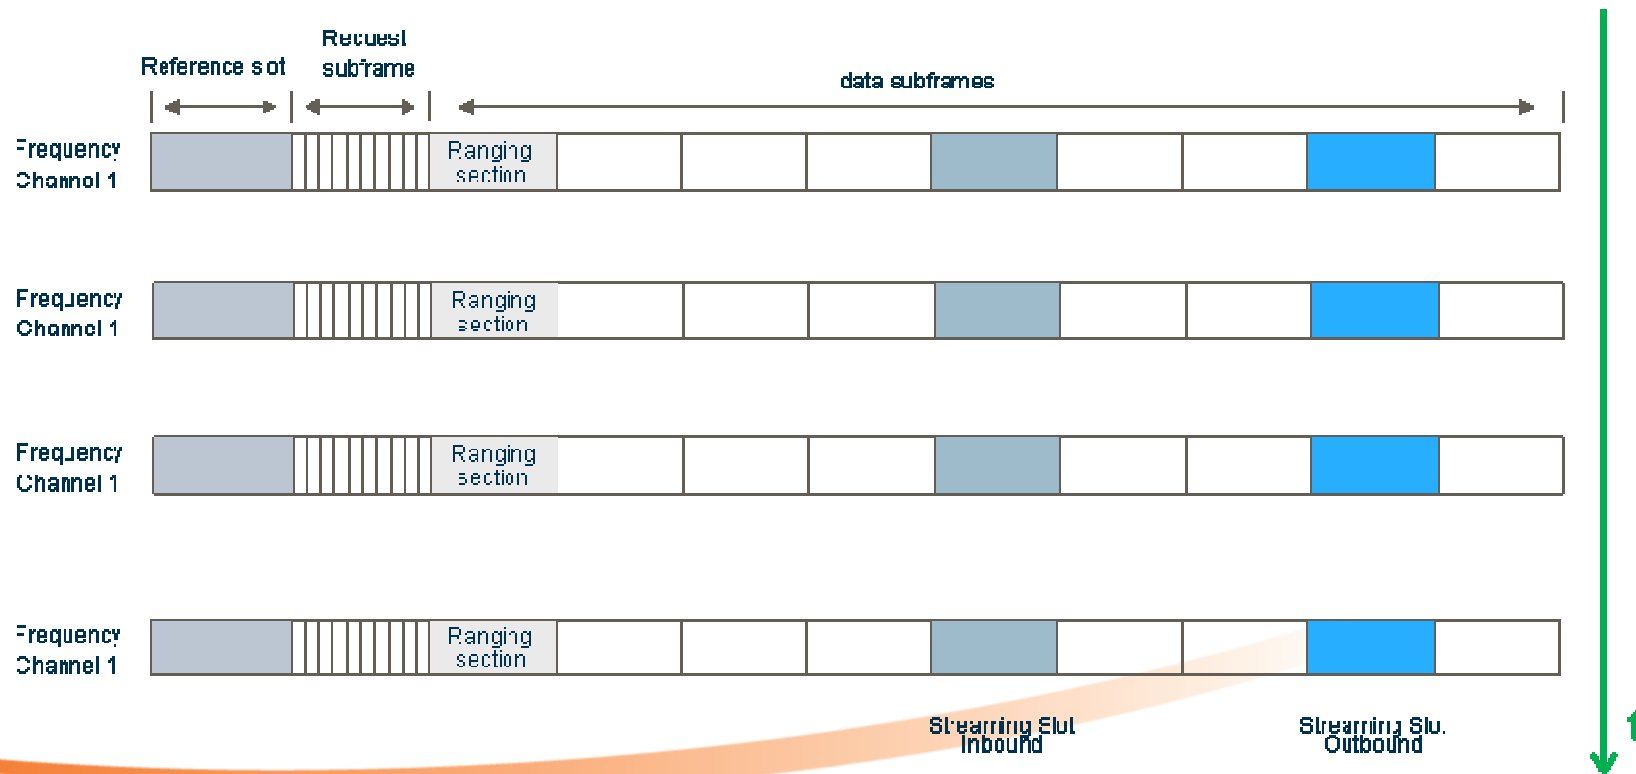 Request
Reference slot
subframe
data subframes
Frequency
Channel 1
Ranging
section
Frequency
Channel 1
Ranging
section
Frequency
Channel 1
Ranging
section
Frequency
Channel 1
Ranging
section
Streaming Slot
Inbound
Streaming Slot
Outbound
t